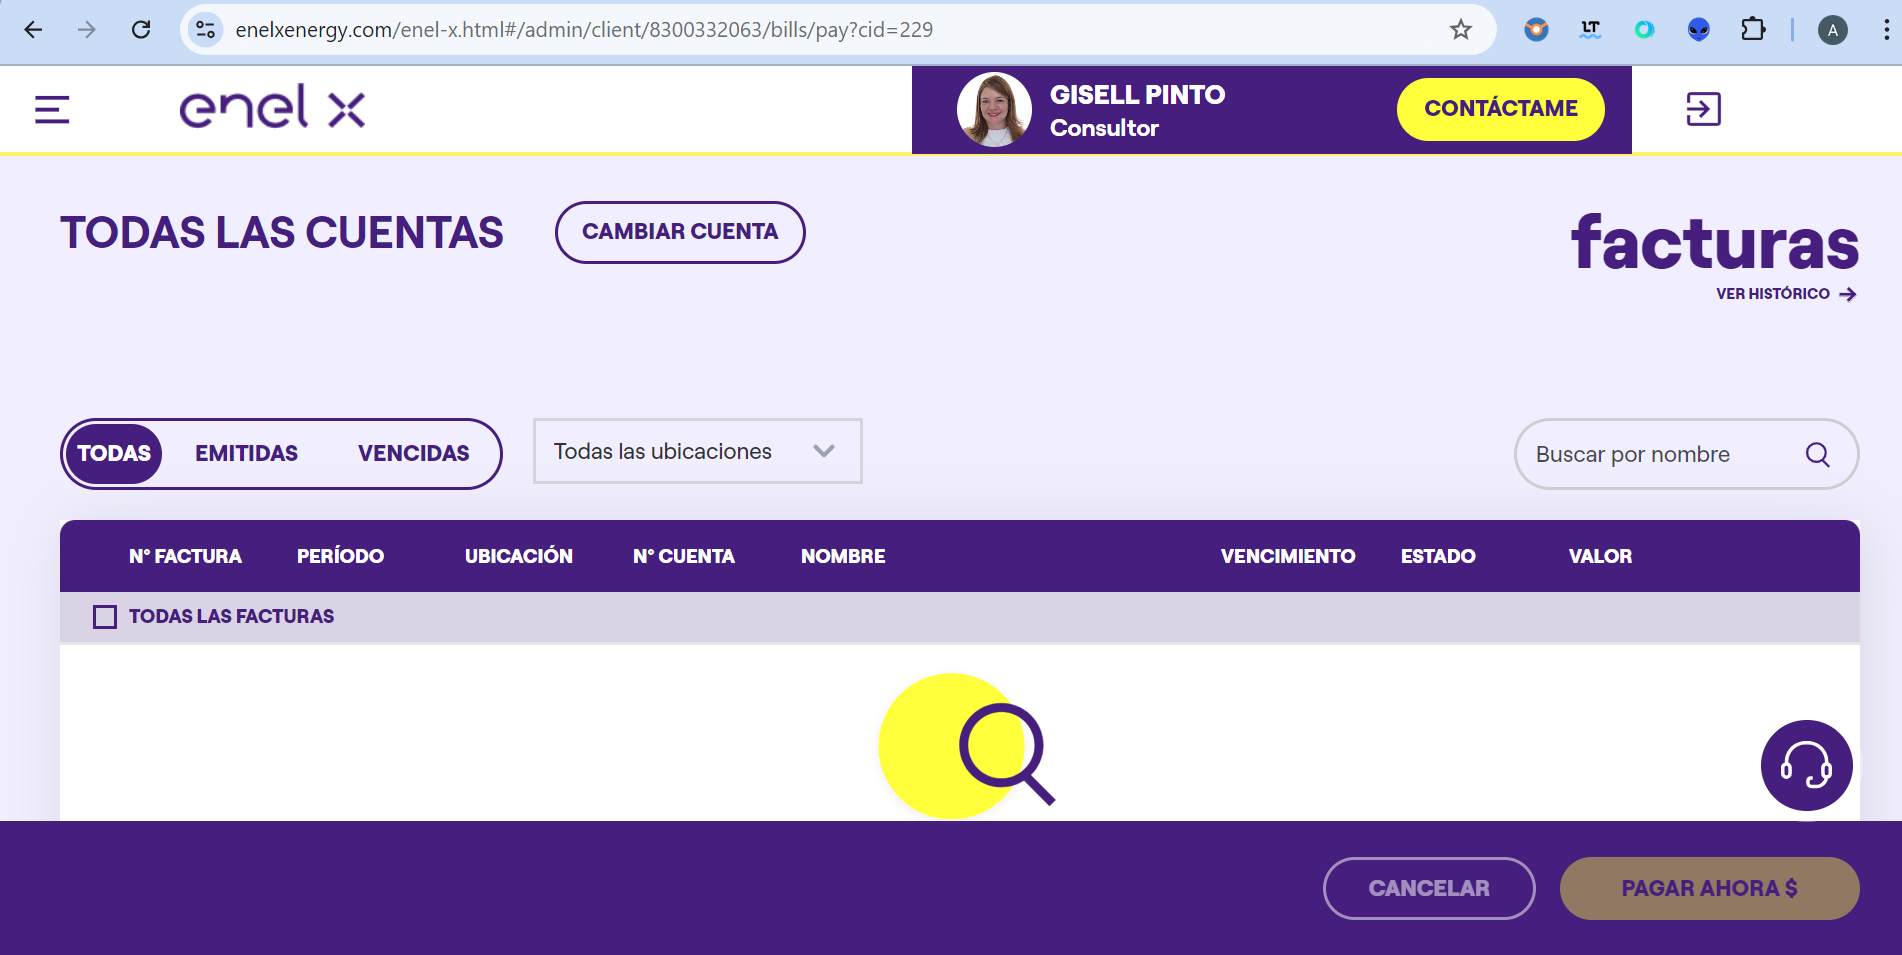 enelxenergy.com/enel-x.html#/admin/client/8300332063/bills/pay?cid=229
LT
A
enel x
GISELL PINTO
Consultor
CONTÁCTAME
TODAS LAS CUENTAS
CAMBIAR CUENTA
facturas
VER HISTÓRICO
TODAS
EMITIDAS
VENCIDAS
Todas las ubicaciones
Buscar por nombre
N° FACTURA
PERÍODO
UBICACIÓN
N° CUENTA
NOMBRE
VENCIMIENTO
ESTADO
VALOR
TODAS LAS FACTURAS
CANCELAR
PAGAR AHORA $